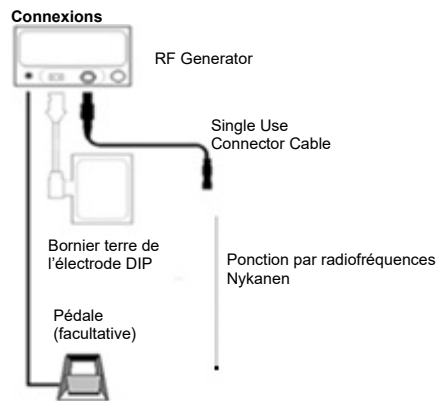 Connexions
RF Generator
Single Use
Connector Cable
Bornier terre de
l'électrode DIP
Ponction par radiofréquences
Nykanen
Pédale
(facultative)